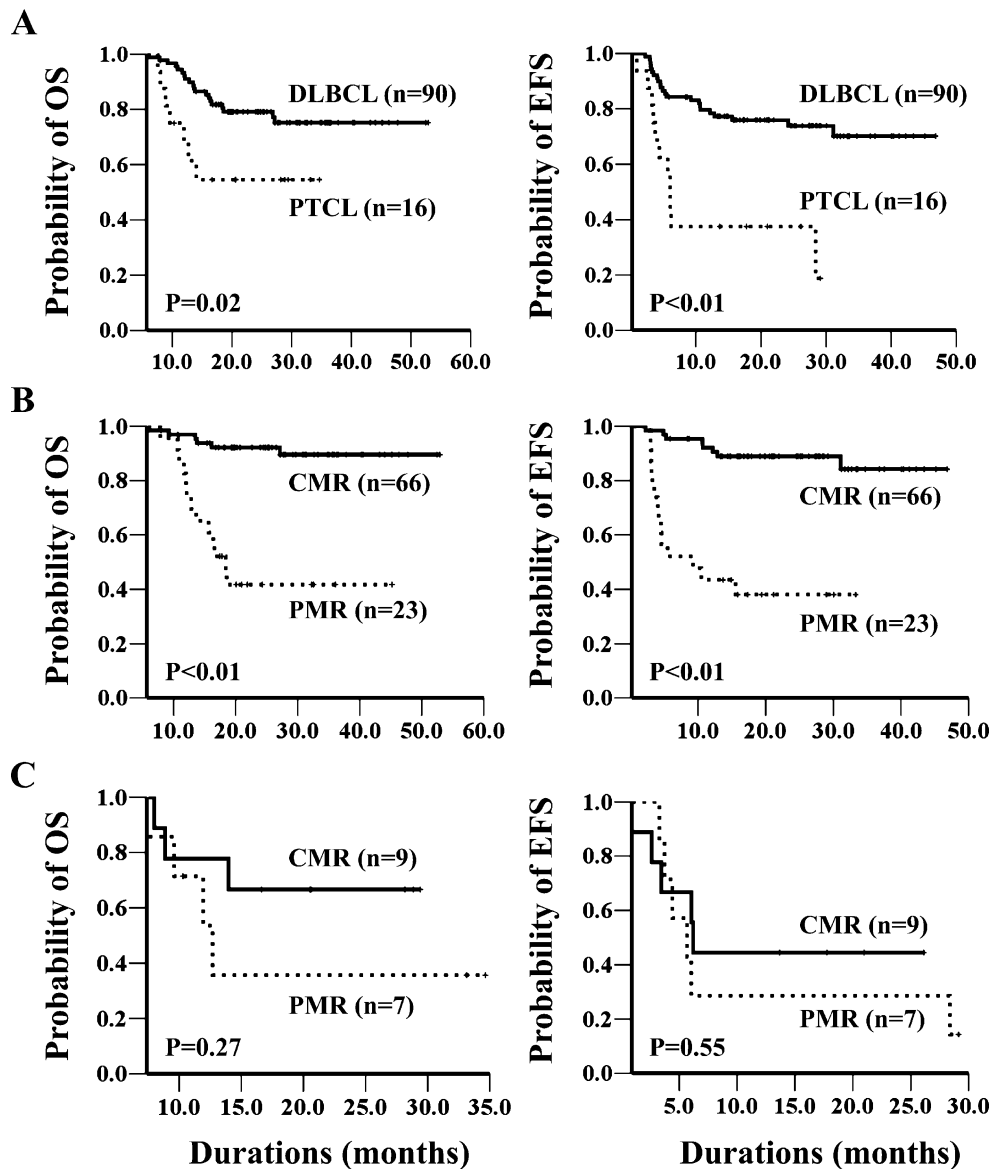 A
Probability of OS
1.0
0.8
0.6
0.4
0.2
0.0
DLBCL (n=90)
PTCL (n=16)
P=0.02
10.0 20.0 30.0 40.0 50.0 60.0
Probability of EFS
1.0
0.8
0.6
0.4
0.2
0.0
DLBCL (n=90)
PTCL (n=16)
P<0.01
10.0 20.0 30.0 40.0 50.0
B
Probability of OS
1.0
0.8
0.6
0.4
0.2
0.0
CMR (n=66)
PMR (n=23)
P<0.01
10.0 20.0 30.0 40.0 50.0 60.0
Probability of EFS
1.0
0.8
0.6
0.4
0.2
0.0
CMR (n=66)
PMR (n=23)
P<0.01
10.0 20.0 30.0 40.0 50.0
C
Probability of OS
1.0
0.8
0.6
0.4
0.2
0.0
CMR (n=9)
PMR (n=7)
P=0.27
10.0 15.0 20.0 25.0 30.0 35.0
Durations (months)
Probability of EFS
1.0
0.8
0.6
0.4
0.2
0.0
CMR (n=9)
PMR (n=7)
P=0.55
5.0 10.0 15.0 20.0 25.0 30.0
Durations (months)